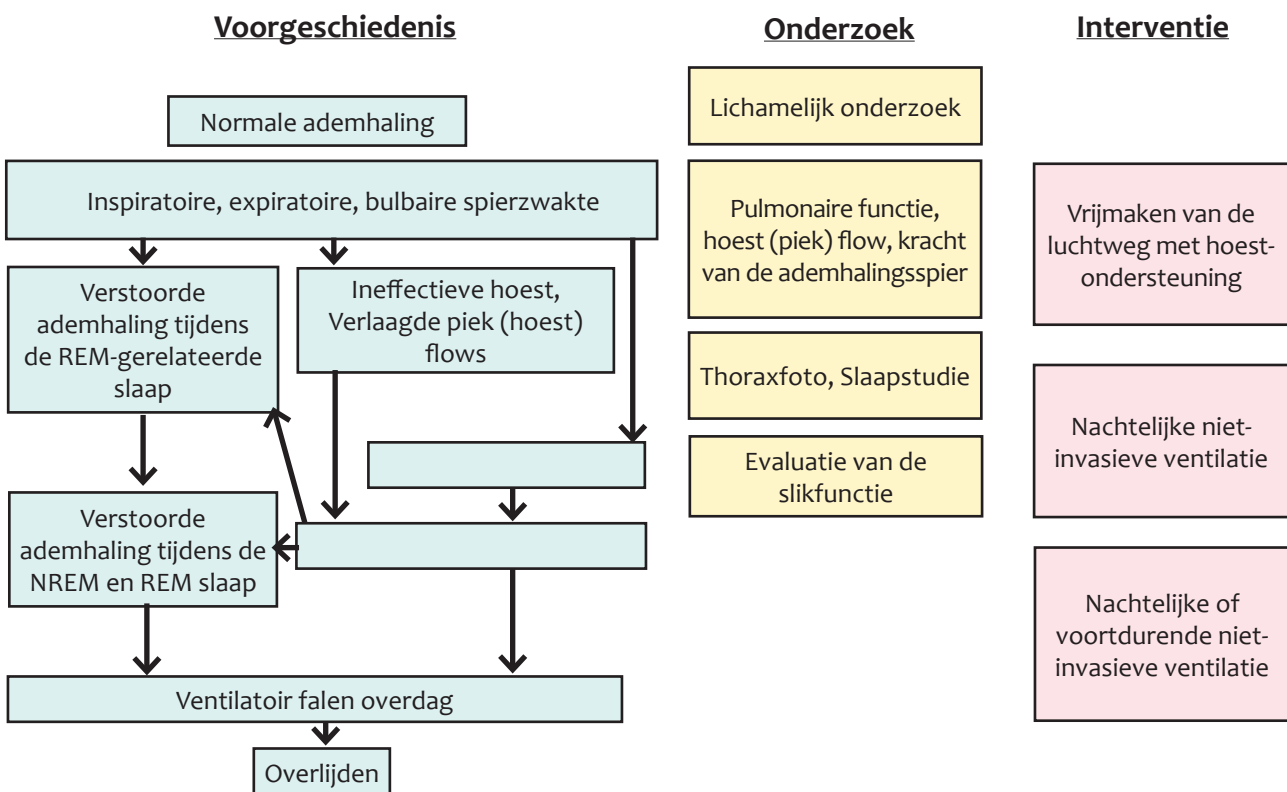 Voorgeschiedenis
Normale ademhaling
Inspiratoire, expiratoire, bulbaire spierzwakte
Verstoorde
ademhaling tijdens
de REM-gerelateerde
slaap
Ineffectieve hoest,
Verlaagde piek (hoest)
flows
Verstoorde
ademhaling tijdens de
NREM en REM slaap
Ventilatoir falen overdag
Overlijden
Onderzoek
Lichamelijk onderzoek
Pulmonaire functie,
hoest (piek) flow, kracht
van de ademhalingsspier
Thoraxfoto, Slaapstudie
Evaluatie van de
slikfunctie
Interventie
Vrijmaken van de
luchtweg met hoest-
ondersteuning
Nachtelijke niet-
invasieve ventilatie
Nachtelijke of
voortdurende niet-
invasieve ventilatie